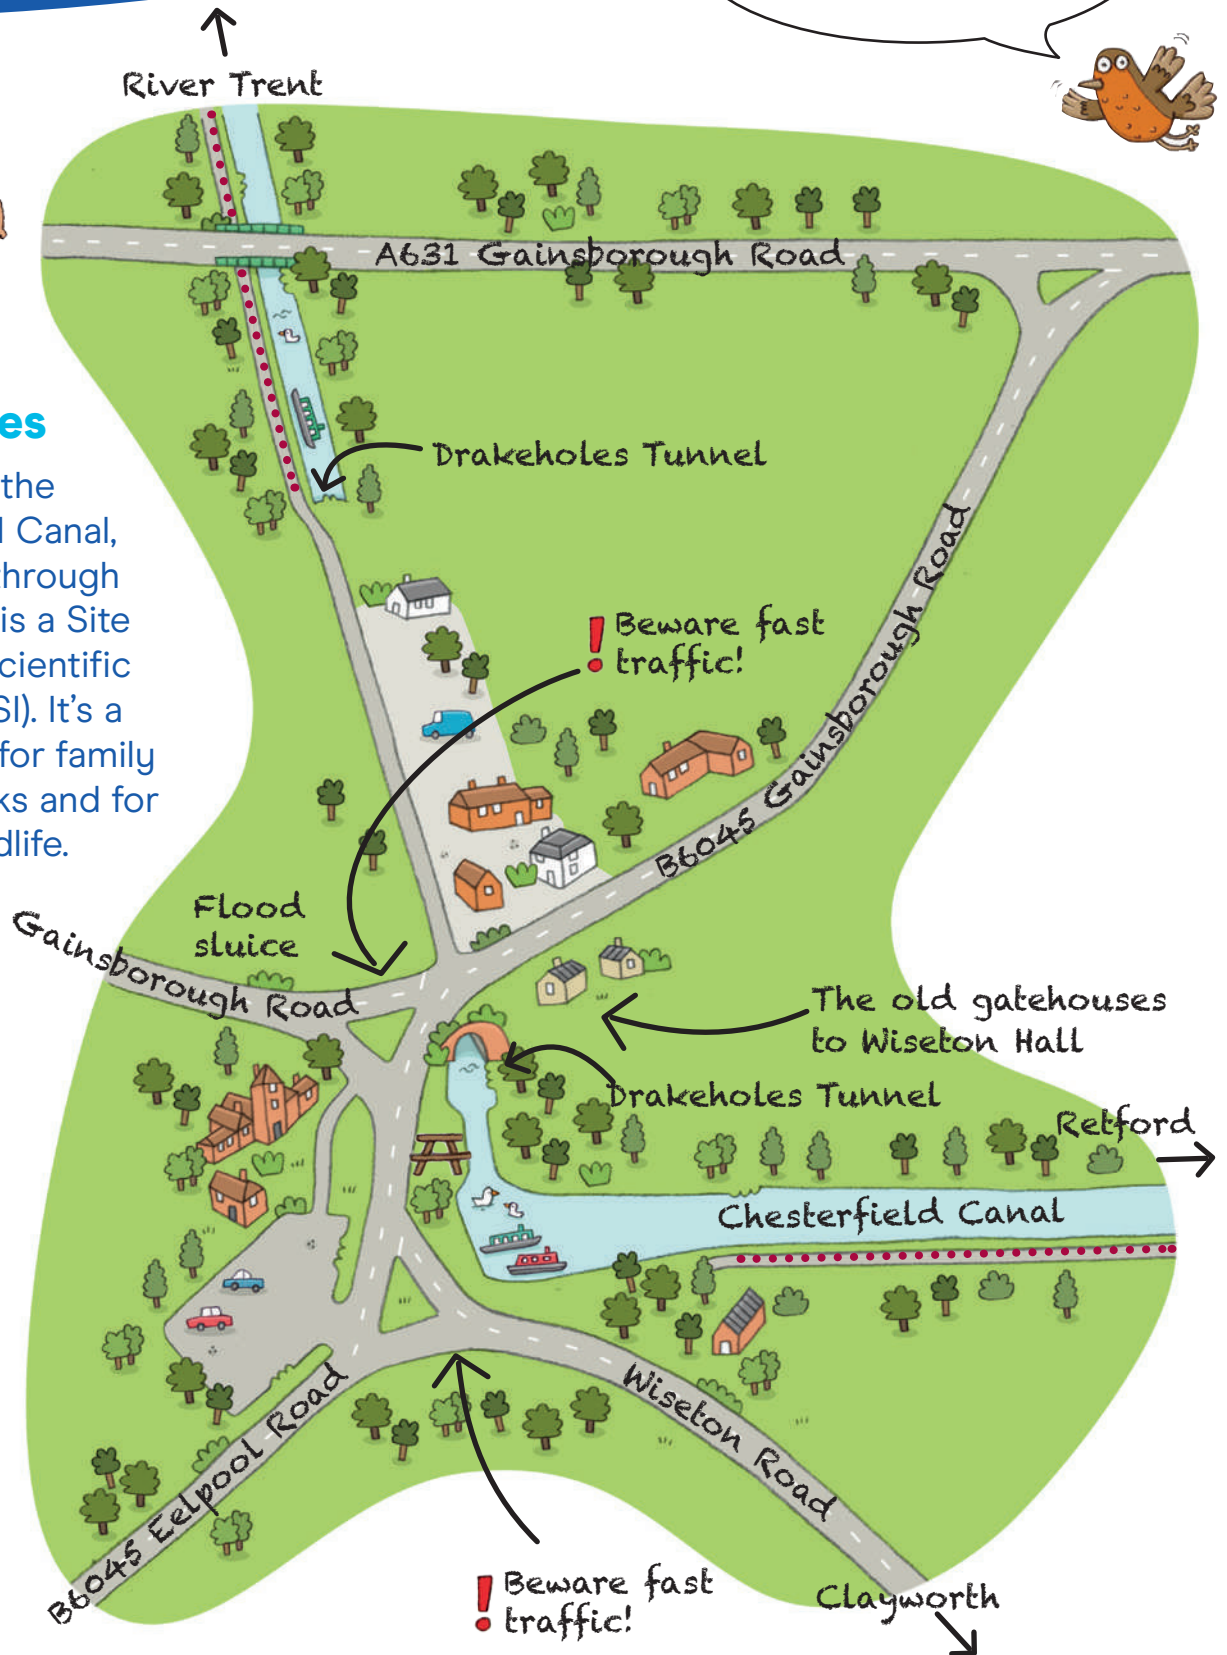 River Trent
A631 Gainsborough Road
es
the
Canal,
through
is a Site
cientific
SI). It's a
for family
ks and for
dlife.
Drakeholes Tunnel
! Beware fast
traffic!
B6045 Gainsborough Road
Flood
sluice
Gainsborough Road
The old gatehouses
to Wiseton Hall
Drakeholes Tunnel
Retford
Chesterfield Canal
Wiseton Road
B6045 Eelpool Road
! Beware fast
traffic!
Clayworth